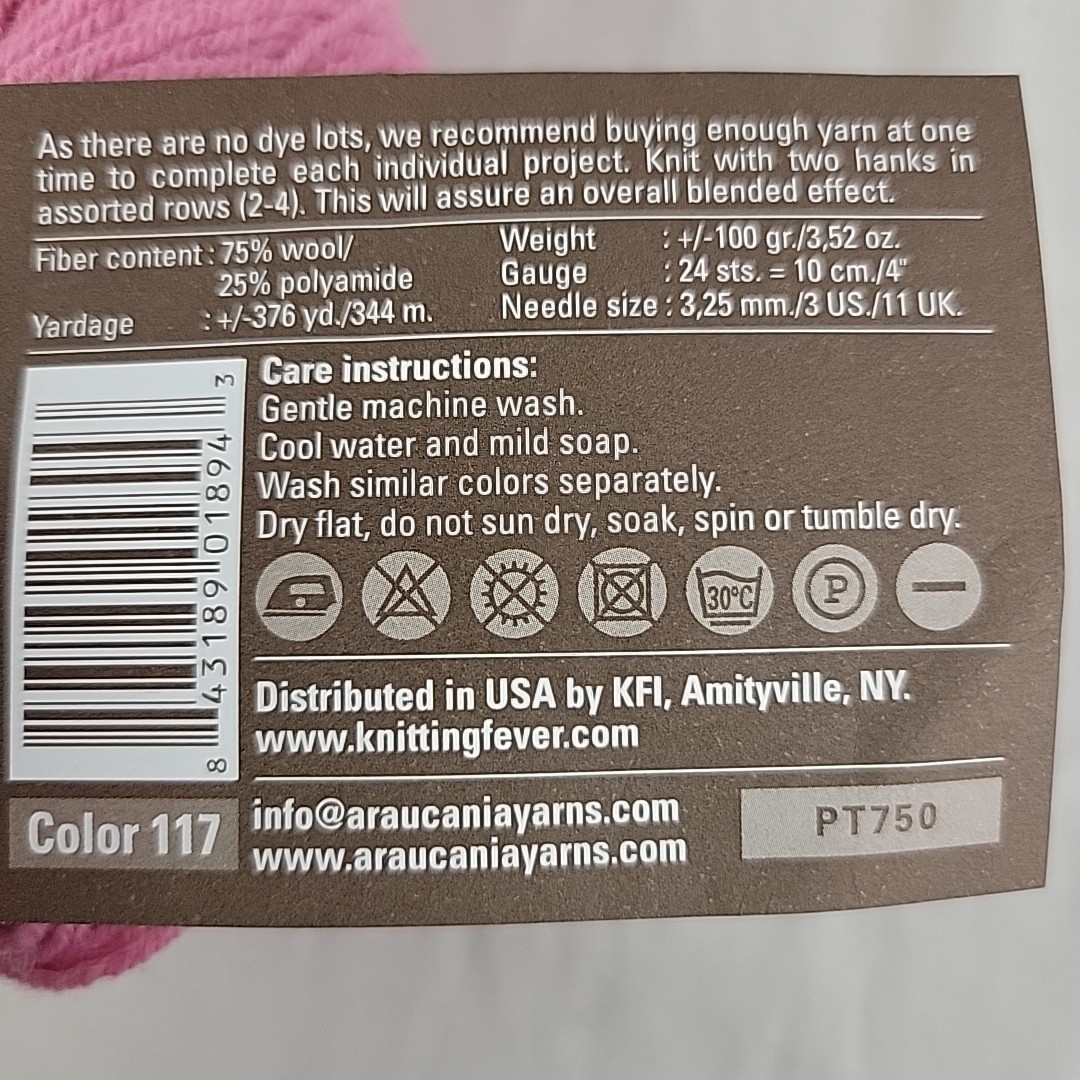 As there are no dye lots, we recommend buying enough yarn at one
time to complete each individual project. Knit with two hanks in
assorted rows (2-4). This will assure an overall blended effect.
Fiber content : 75% wool/
25% polyamide
Yardage : +/-376 yd./344 m.
Weight : +/-100 gr./3,52 oz.
Gauge : 24 sts. = 10 cm./4"
Needle size : 3,25 mm./3 US./11 UK.
Care instructions:
Gentle machine wash.
Cool water and mild soap.
Wash similar colors separately.
Dry flat, do not sun dry, soak, spin or tumble dry.
30°C
P
8 431890 018943
Distributed in USA by KFI, Amityville, NY.
www.knittingfever.com
Color 117
info@araucaniayarns.com
www.araucaniayarns.com
PT750